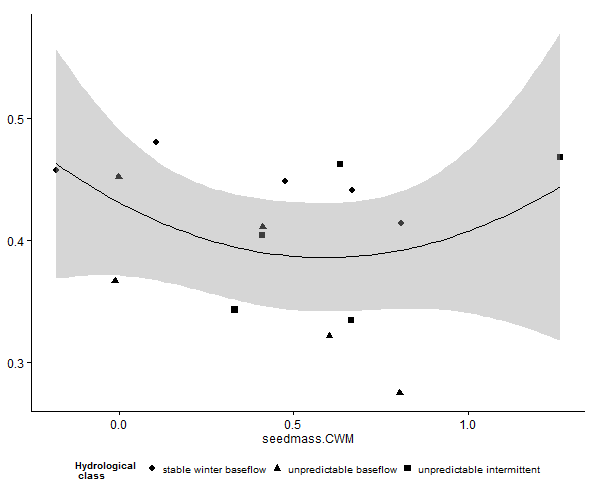 0.5
0.4
0.3
0.0 0.5 1.0
seedmass.CWM
Hydrological
class
stable winter baseflow unpredictable baseflow unpredictable intermittent